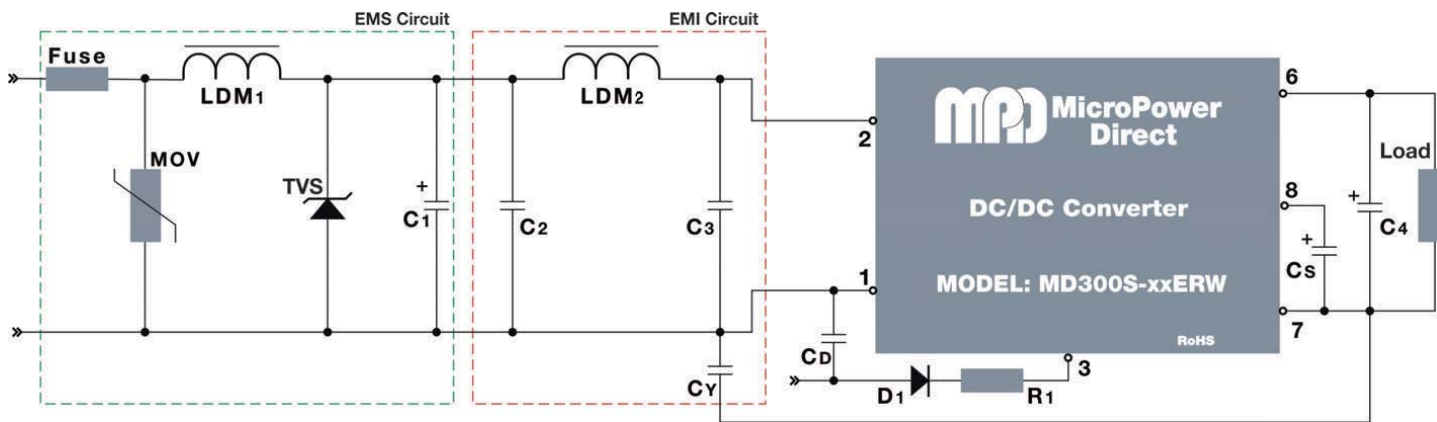 EMS Circuit
EMI Circuit
Fuse
LDM1
MOV
TVS
+
C1
C2
LDM2
C3
CY
2
1
CD
D1
R1
3
MPD MicroPower
Direct
DC/DC Converter
MODEL: MD300S-xxERW
RoHS
6
8
7
+
CS
+
C4
Load